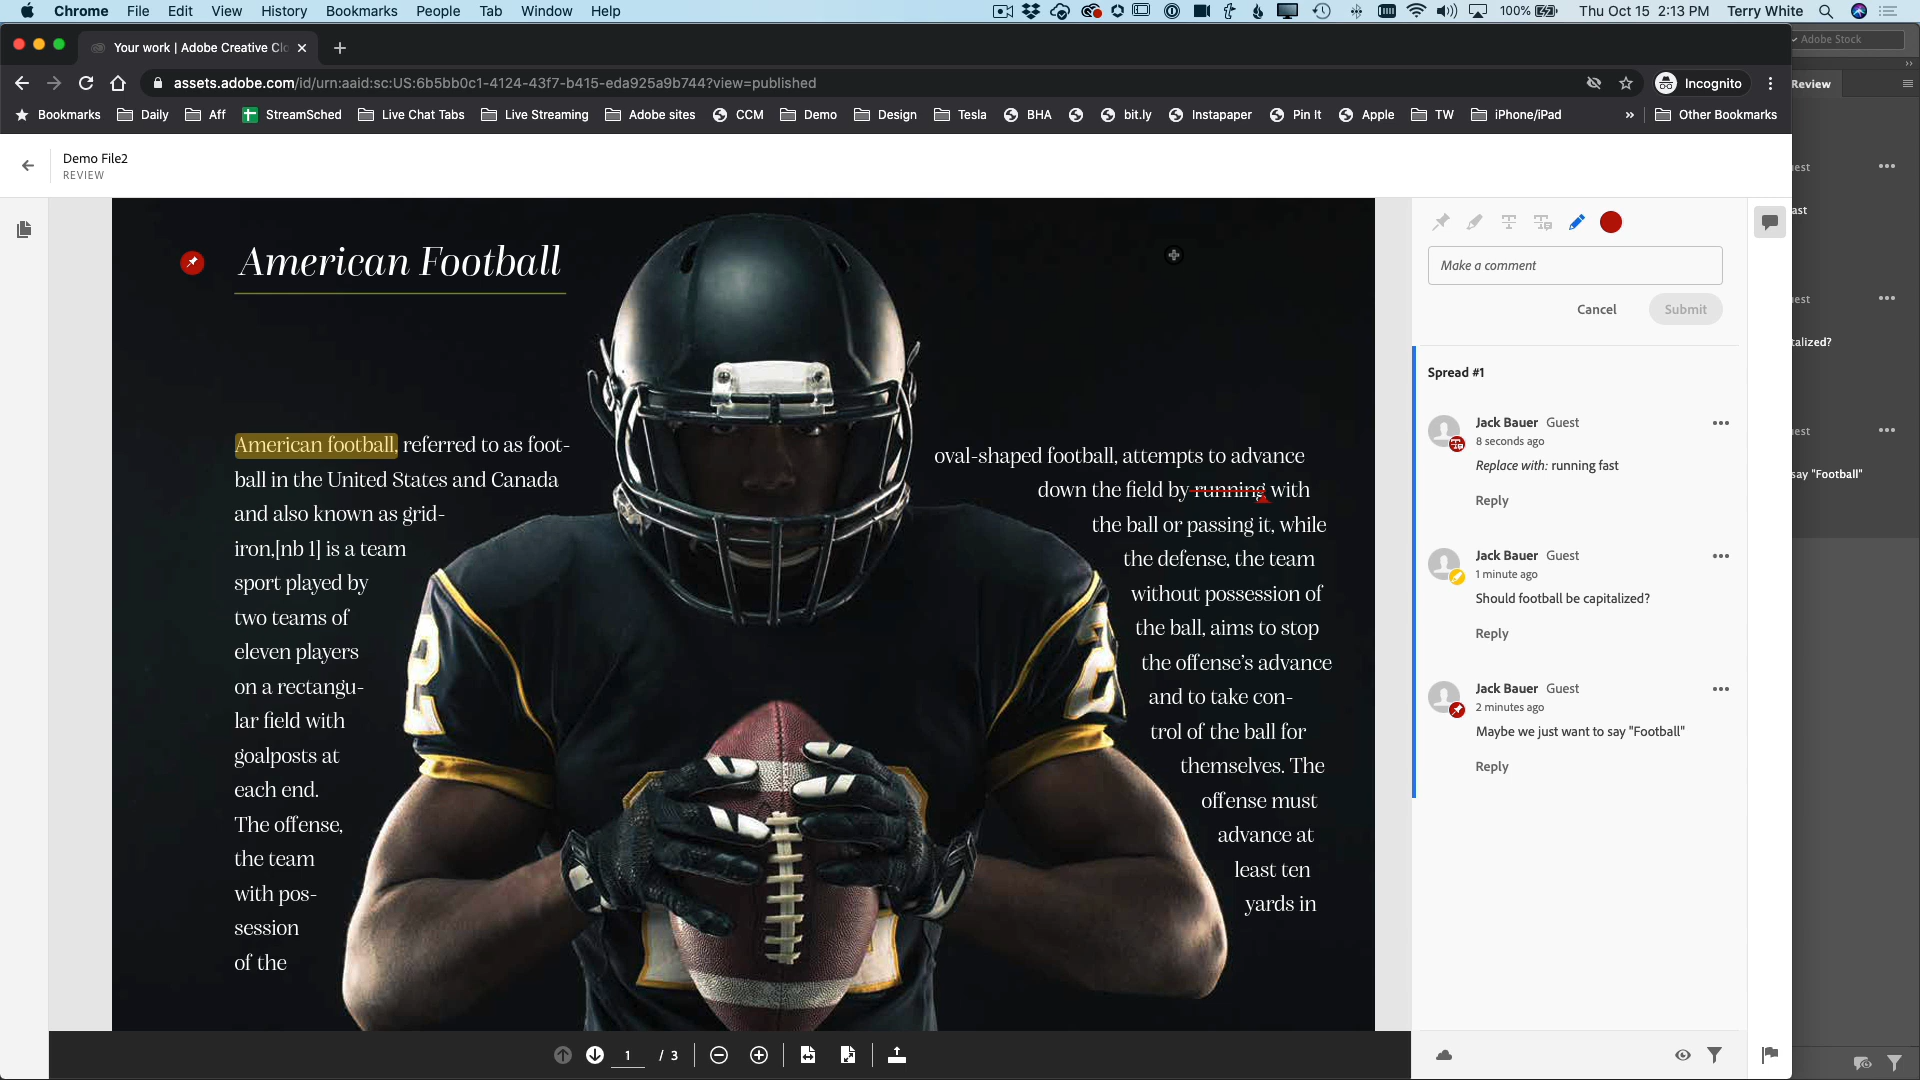 Chrome File Edit View History Bookmarks People Tab Window Help 100% Thu Oct 15 2:13 PM Terry White
Your work | Adobe Creative Clo
Adobe Stock
assets.adobe.com/id/urn:aaid:sc:US:6b5bb0c1-4124-43f7-b415-eda925a9b744?view=published Incognito
Review
Bookmarks Daily Aff StreamSched Live Chat Tabs Live Streaming Adobe sites CCM Demo Design Tesla BHA bit.ly Instapaper Pin It Apple TW iPhone/iPad » Other Bookmarks
Demo File2
REVIEW
American Football
American football, referred to as foot-
ball in the United States and Canada
and also known as grid-
iron,[nb 1] is a team
sport played by
two teams of
eleven players
on a rectangu-
lar field with
goalposts at
each end.
The offense,
the team
with pos-
session
of the
oval-shaped football, attempts to advance
down the field by running with
the ball or passing it, while
the defense, the team
without possession of
the ball, aims to stop
the offense's advance
and to take con-
trol of the ball for
themselves. The
offense must
advance at
least ten
yards in
2
2
Make a comment
Cancel Submit
Spread #1
Jack Bauer Guest
8 seconds ago
Replace with: running fast
Reply
Jack Bauer Guest
1 minute ago
Should football be capitalized?
Reply
Jack Bauer Guest
2 minutes ago
Maybe we just want to say "Football"
Reply
uest
ast
uest
talized?
uest
say "Football"
1 / 3